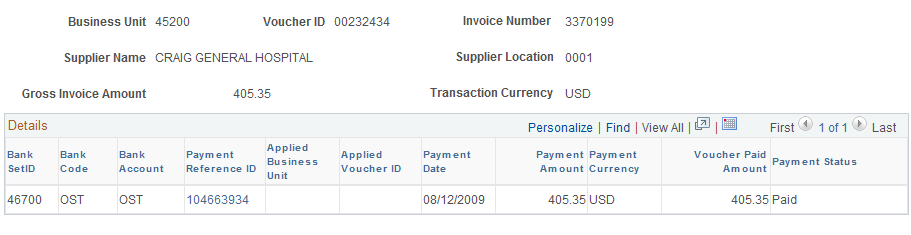 Business Unit 45200 Voucher ID 00232434 Invoice Number 3370199
Supplier Name CRAIG GENERAL HOSPITAL Supplier Location 0001
Gross Invoice Amount 405.35 Transaction Currency USD
Details Personalize | Find | View All | | First 1 of 1 Last
Bank SetID Bank Code Bank Account Payment Reference ID Applied Business Unit Applied Voucher ID Payment Date Payment Amount Payment Currency Voucher Paid Amount Payment Status
46700 OST OST 104663934 08/12/2009 405.35 USD 405.35 Paid